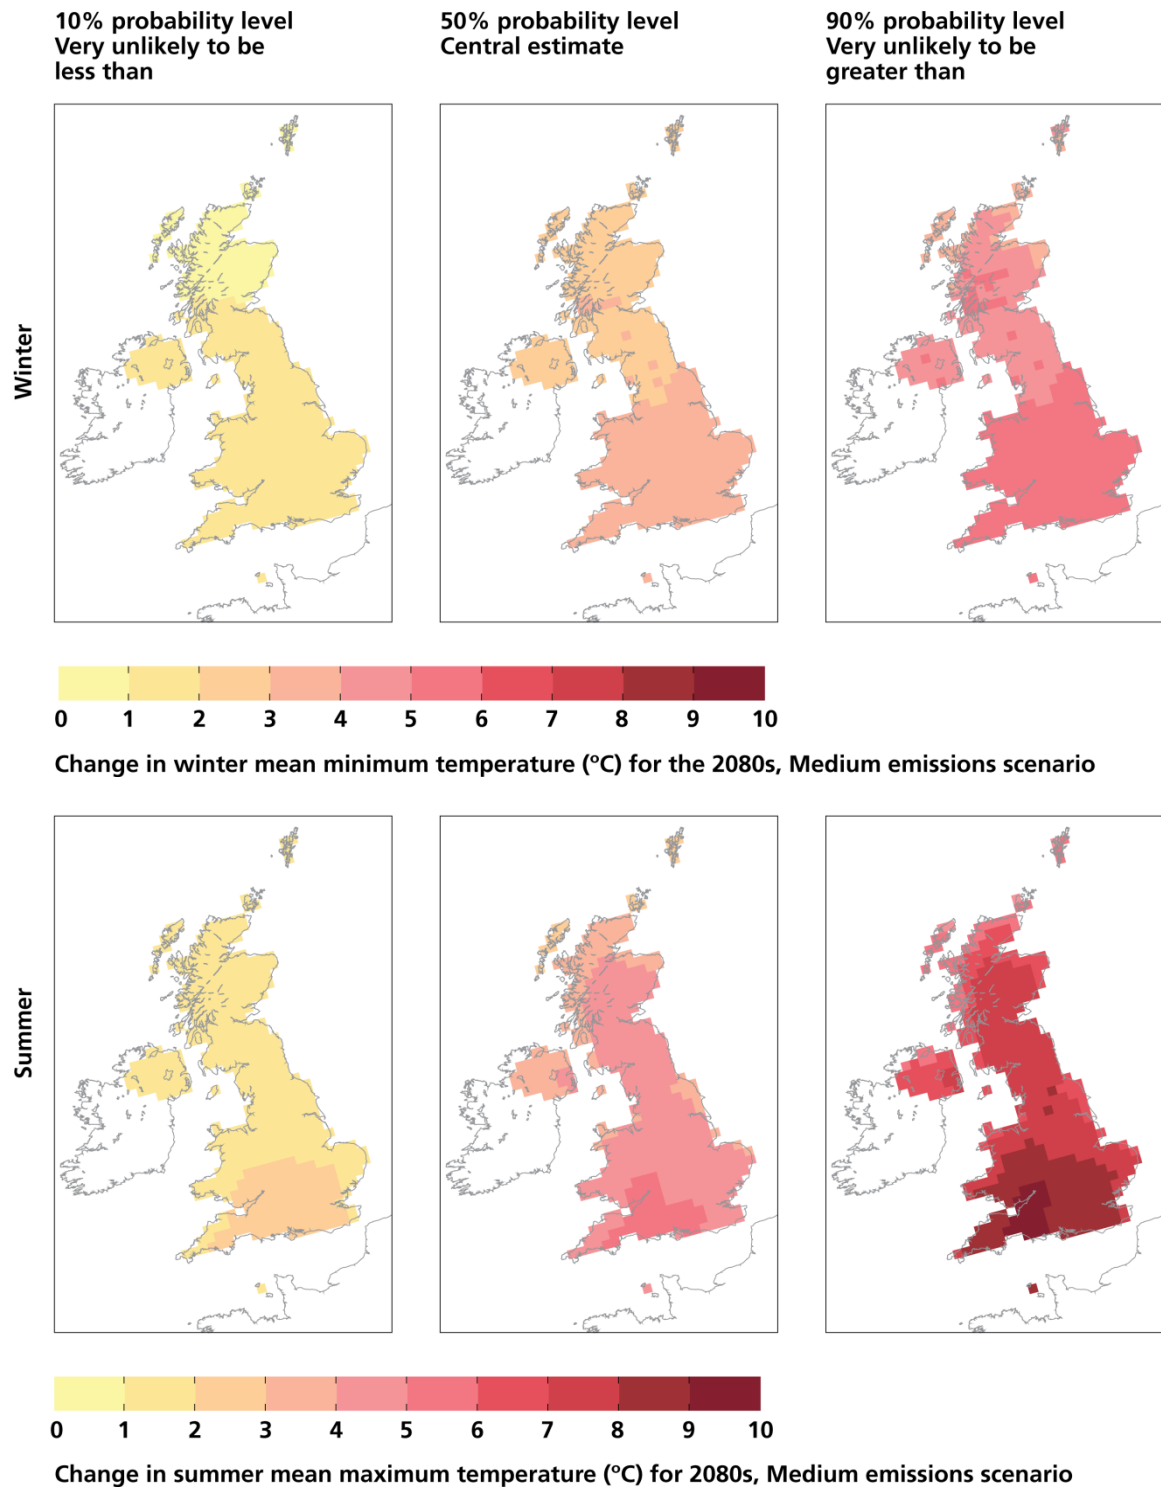 10% probability level
Very unlikely to be
less than
50% probability level
Central estimate
90% probability level
Very unlikely to be
greater than
Winter
0 1 2 3 4 5 6 7 8 9 10
Change in winter mean minimum temperature (ºC) for the 2080s, Medium emissions scenario
Summer
0 1 2 3 4 5 6 7 8 9 10
Change in summer mean maximum temperature (ºC) for 2080s, Medium emissions scenario